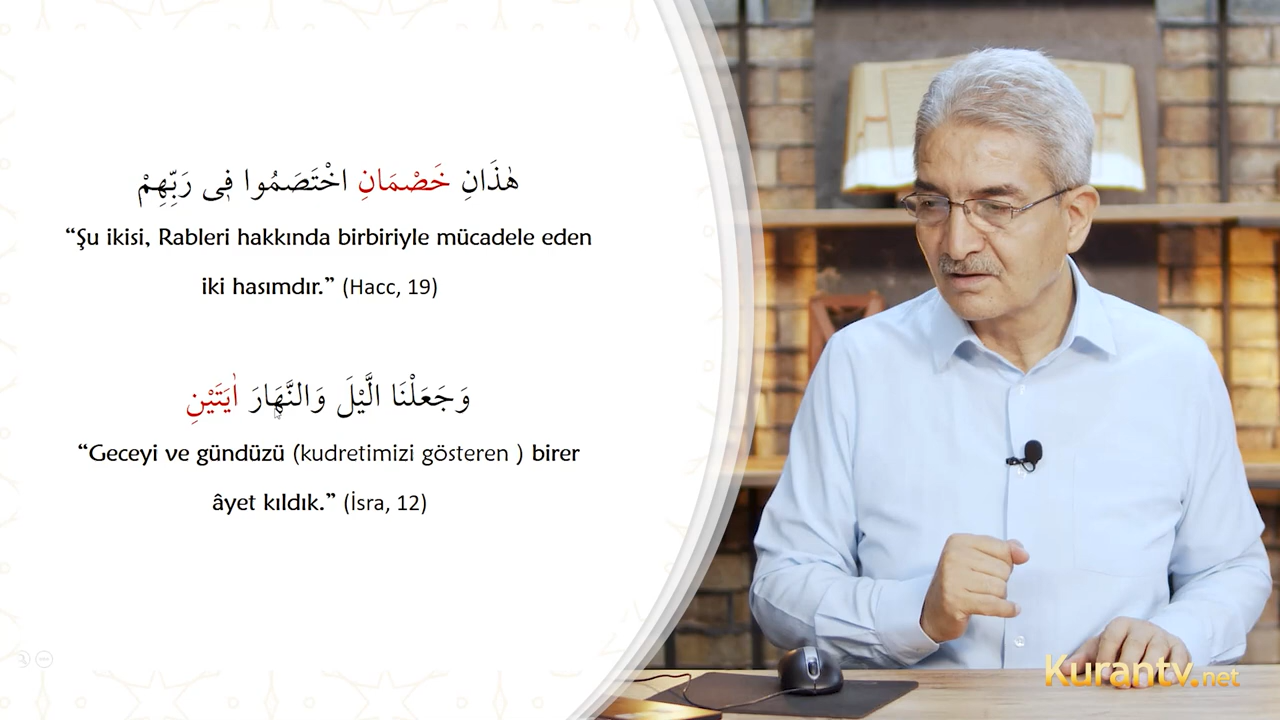 هٰذَانِ خَصْمَانِ اخْتَصَمُوا ف۪ي رَبِّهِمْ
“Şu ikisi, Rableri hakkında birbiriyle mücadele eden
iki hasımdır.” (Hacc, 19)
وَجَعَلْنَا الَّيْلَ وَالنَّهَارَ اٰيَتَيْنِ
“Geceyi ve gündüzü (kudretimizi gösteren ) birer
âyet kıldık.” (İsra, 12)
Kurantv.net